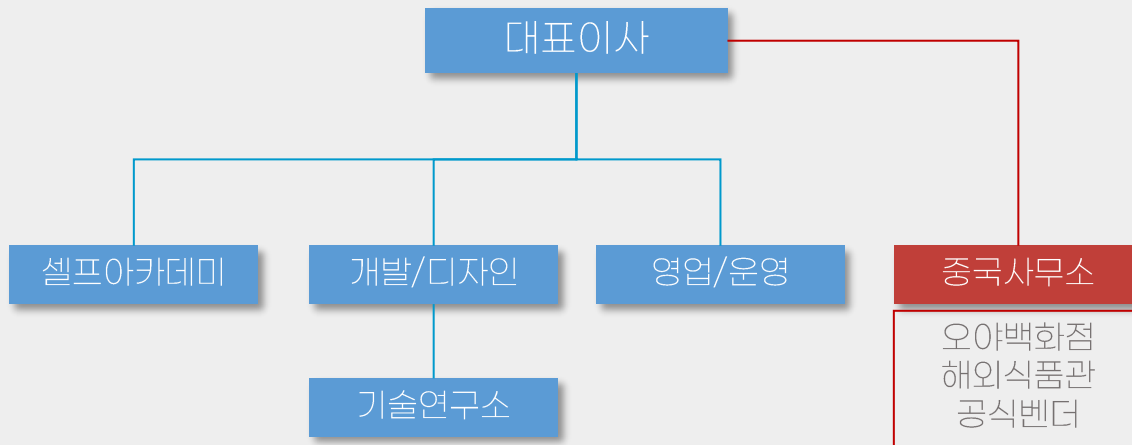 대표이사
셀프아카데미
개발/디자인
영업/운영
중국사무소
오야백화점
해외식품관
공식벤더
기술연구소